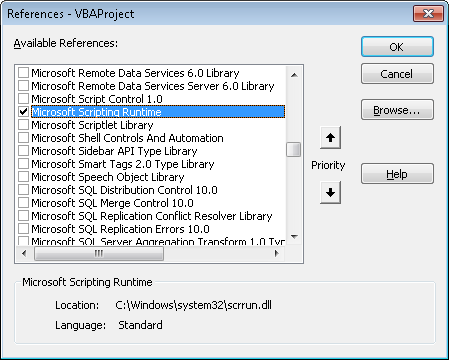 References - VBAProject
Available References:
OK
Microsoft Remote Data Services 6.0 Library
Cancel
Microsoft Remote Data Services Server 6.0 Library
Microsoft Script Control 1.0
Microsoft Scripting Runtime
Browse...
Microsoft Scriptlet Library
Microsoft Shell Controls And Automation
Microsoft Sidebar API Type Library
Microsoft Smart Tags 2.0 Type Library
Priority
Microsoft Speech Object Library
Help
Microsoft SQL Distribution Control 10.0
Microsoft SQL Merge Control 10.0
Microsoft SQL Replication Conflict Resolver Library
Microsoft SQL Replication Errors 10.0
Microsoft SQL Server Aggregation Transform 1.0 Typ
Microsoft Scripting Runtime
Location: C:\Windows\system32\scrrun.dll
Language: Standard